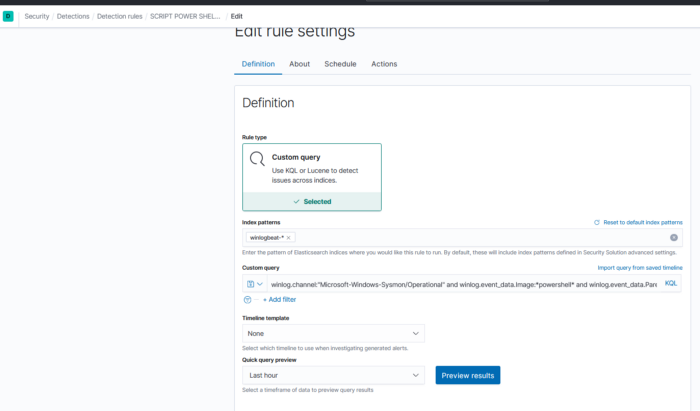 D Security / Detections / Detection rules / SCRIPT POWER SHEL... / Edit
Edit rule settings
Definition About Schedule Actions
Definition
Rule type
Custom query
Use KQL or Lucene to detect
issues across indices.
Selected
Index patterns Reset to default index patterns
winlogbeat-*
Enter the pattern of Elasticsearch indices where you would like this rule to run. By default, these will include index patterns defined in Security Solution advanced settings.
Custom query Import query from saved timeline
winlog.channel:"Microsoft-Windows-Sysmon/Operational" and winlog.event_data.Image:*powershell* and winlog.event_data.Pare KQL
+ Add filter
Timeline template
None
Select which timeline to use when investigating generated alerts.
Quick query preview
Last hour Preview results
Select a timeframe of data to preview query results